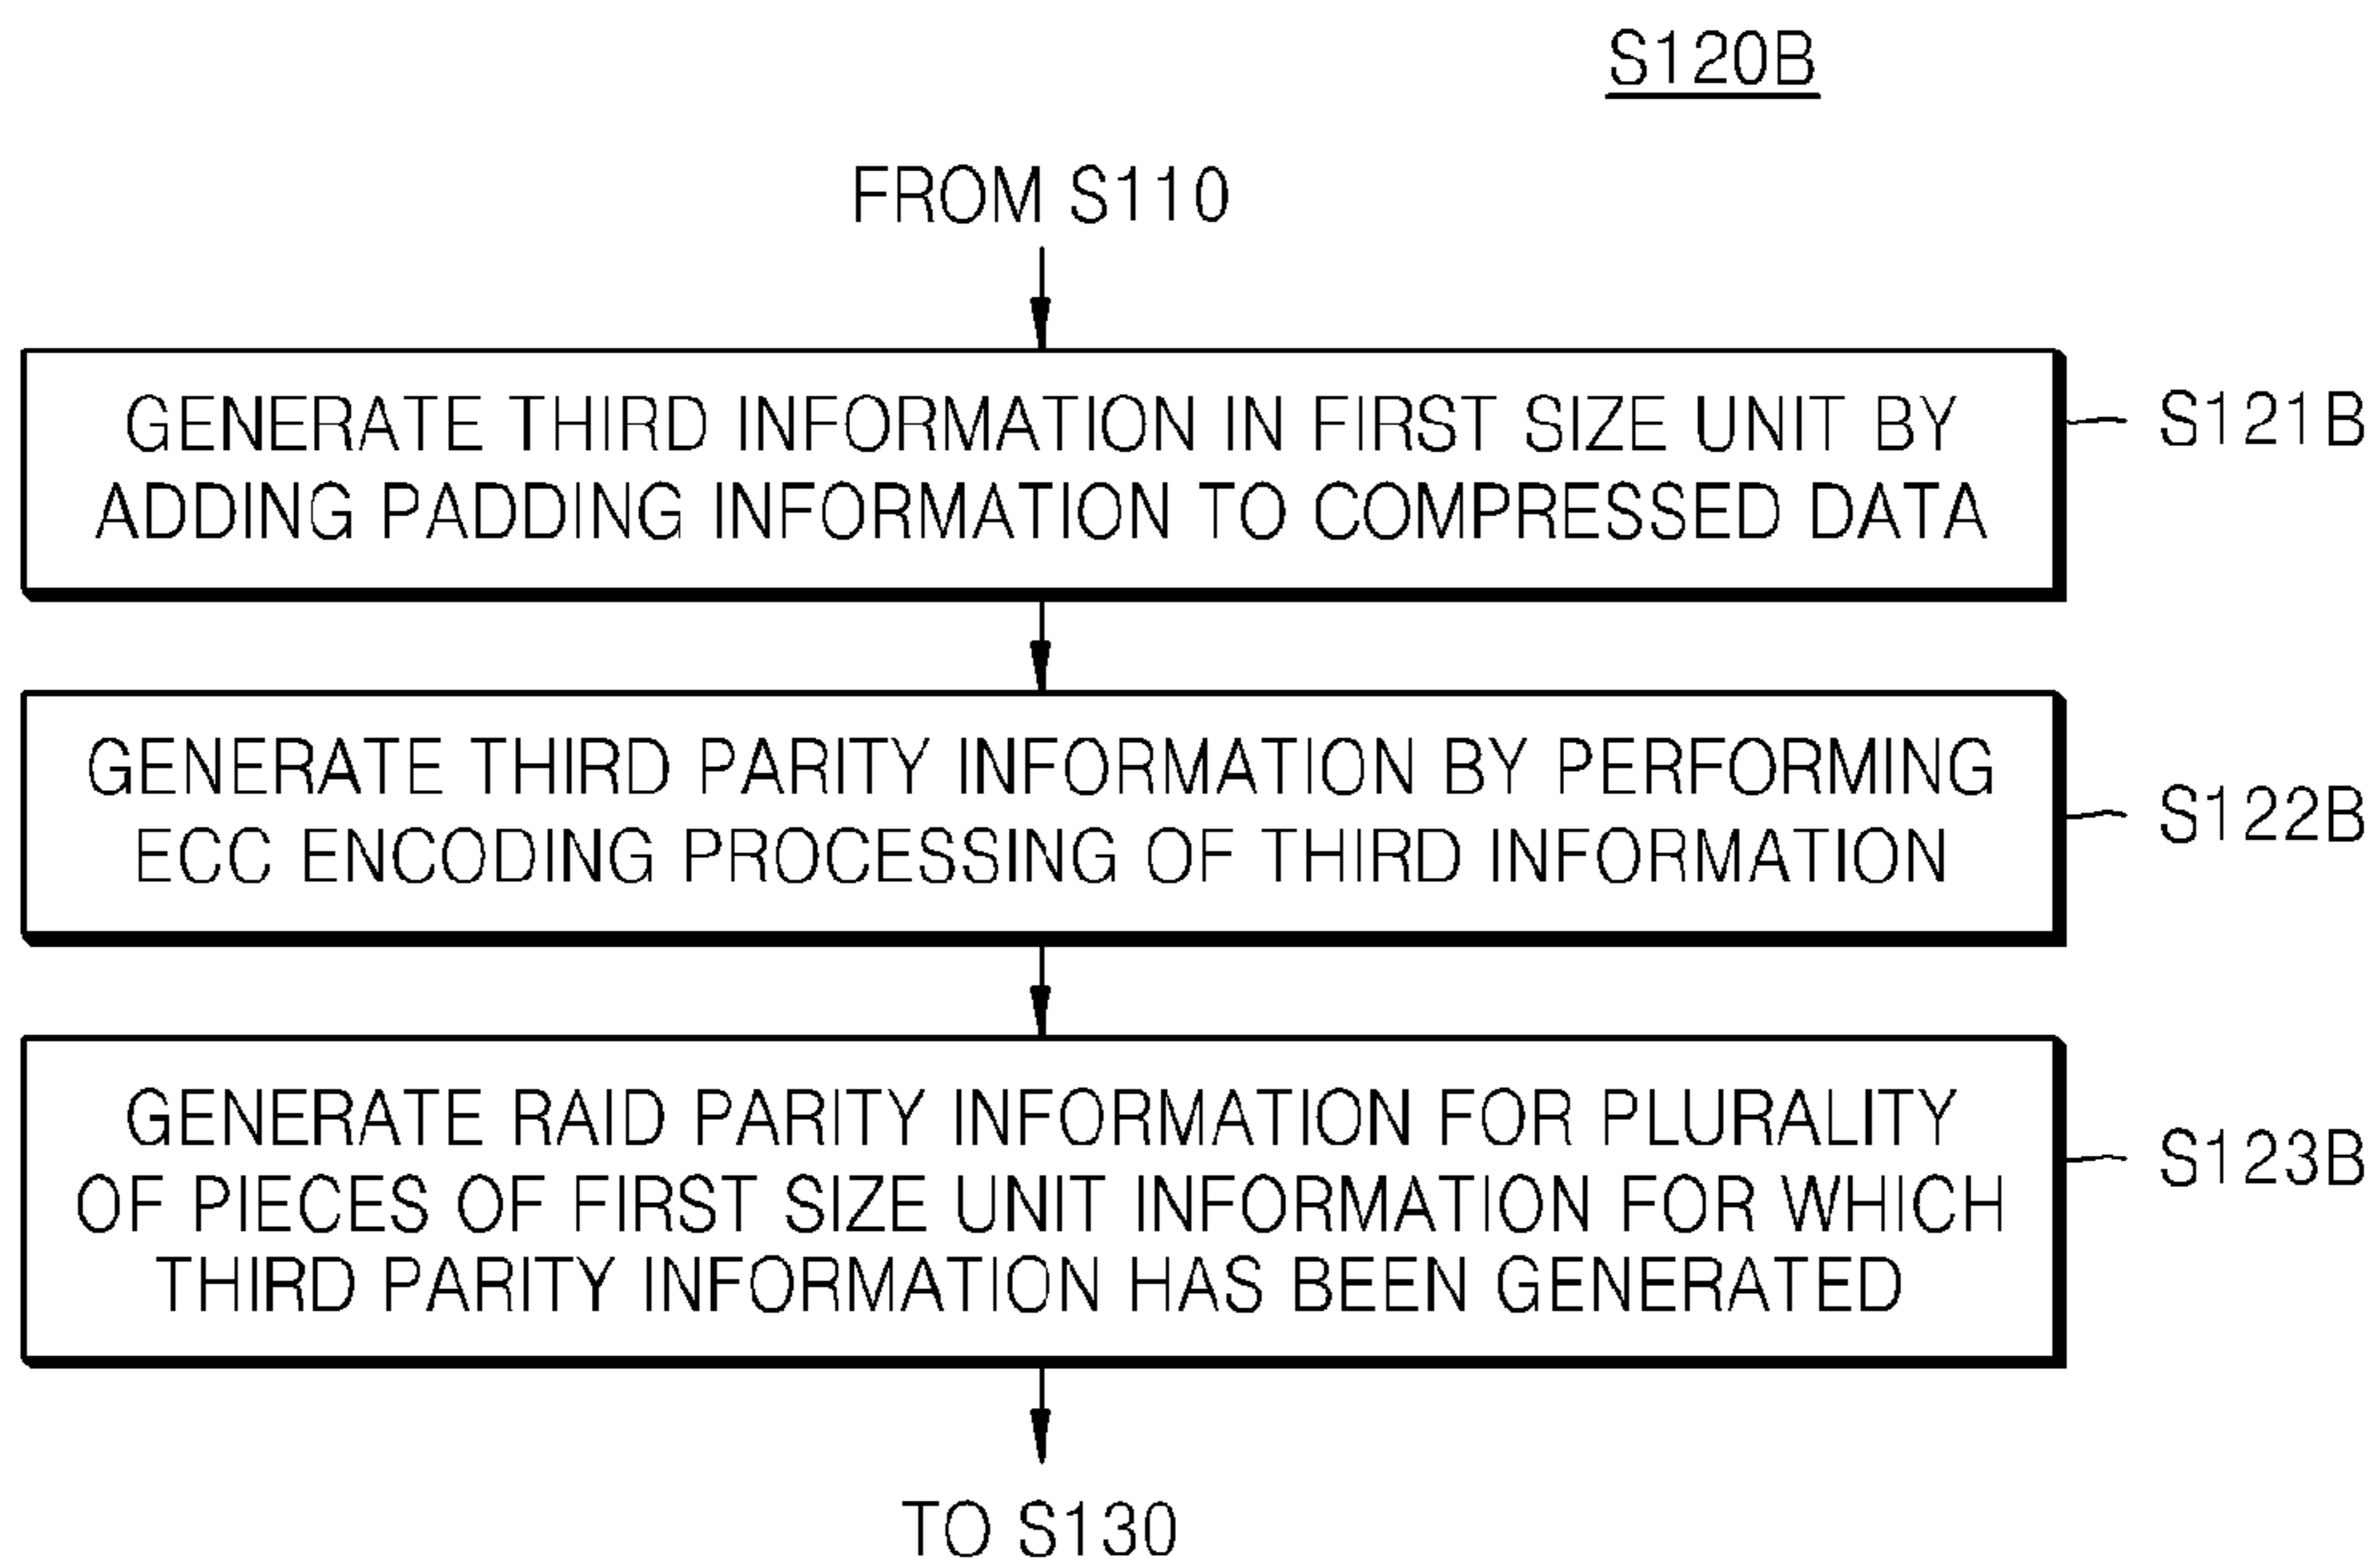 S120B
FROM S110
GENERATE THIRD INFORMATION IN FIRST SIZE UNIT BY
ADDING PADDING INFORMATION TO COMPRESSED DATA
S121B
GENERATE THIRD PARITY INFORMATION BY PERFORMING
ECC ENCODING PROCESSING OF THIRD INFORMATION
S122B
GENERATE RAID PARITY INFORMATION FOR PLURALITY
OF PIECES OF FIRST SIZE UNIT INFORMATION FOR WHICH
THIRD PARITY INFORMATION HAS BEEN GENERATED
S123B
TO S130